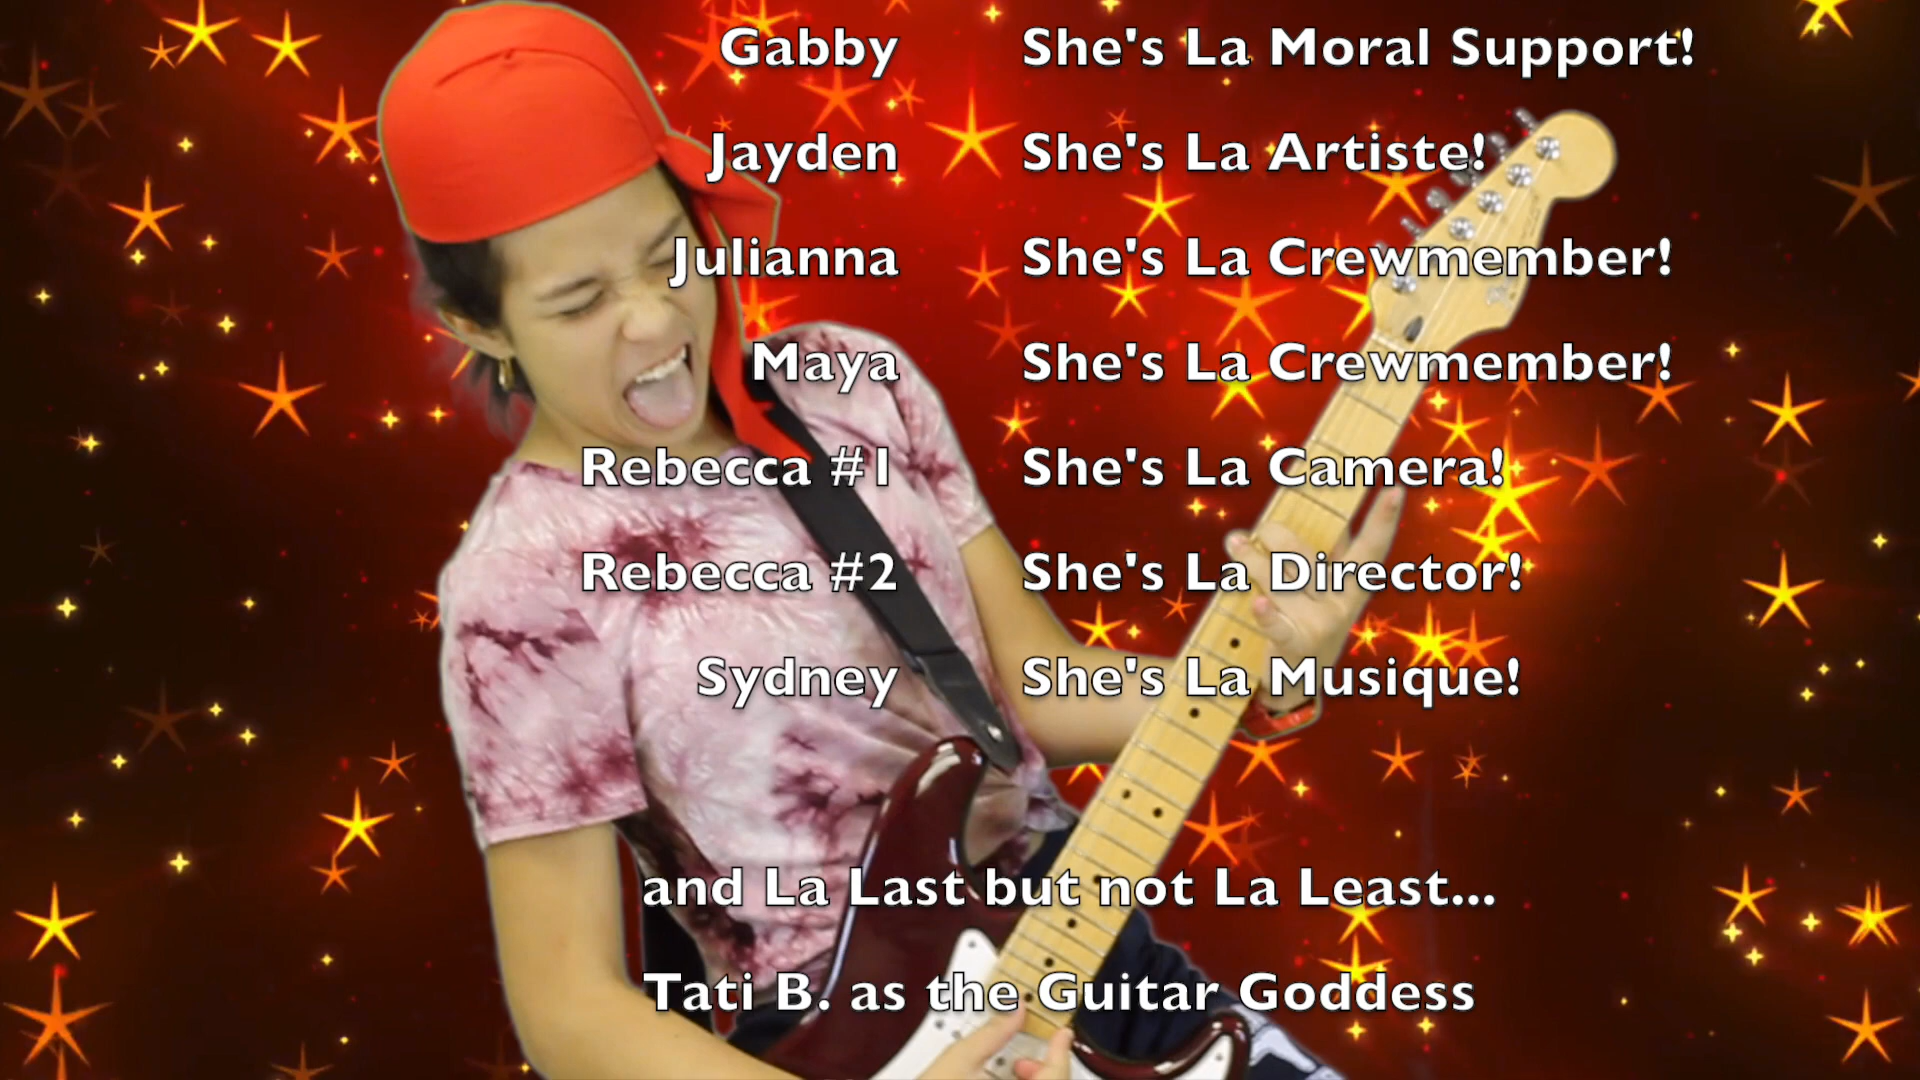 Gabby She's La Moral Support!
Jayden She's La Artiste!
Julianna She's La Crewmember!
Maya She's La Crewmember!
Rebecca #1 She's La Camera!
Rebecca #2 She's La Director!
Sydney She's La Musique!
and La Last but not La Least...
Tati B. as the Guitar Goddess